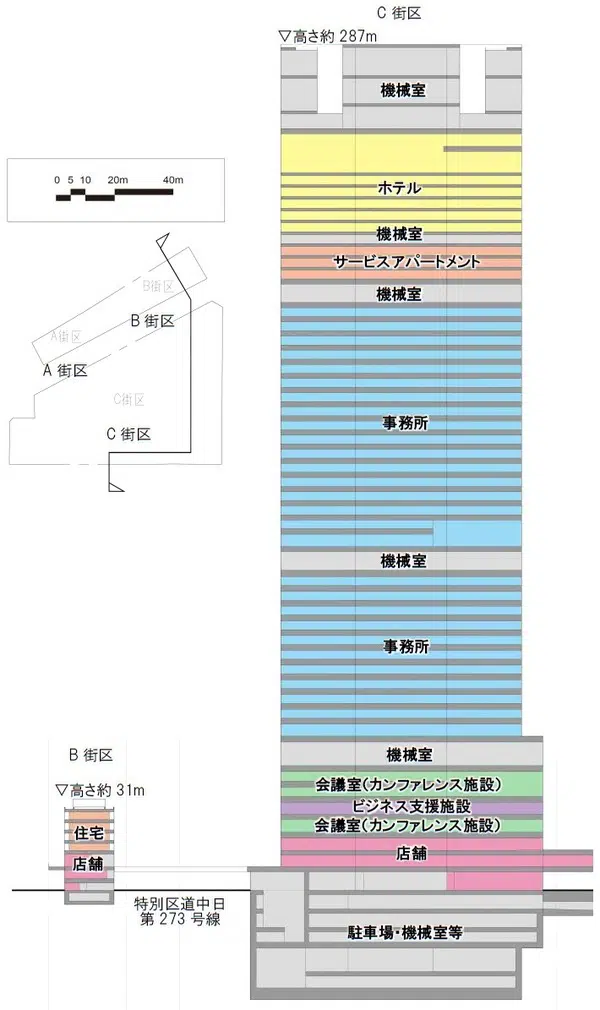 C 街区
▽高さ約 287m
機械室
0 5 10 20m 40m
ホテル
機械室
サービスアパートメント
機械室
B街区
B 街区
A街区
A 街区
C街区
C 街区
事務所
機械室
事務所
B 街区
▽高さ約 31m
機械室
会議室(カンファレンス施設)
ビジネス支援施設
会議室(カンファレンス施設)
住宅
店舗
店舗
特別区道中日
第 273 号線
駐車場・機械室等